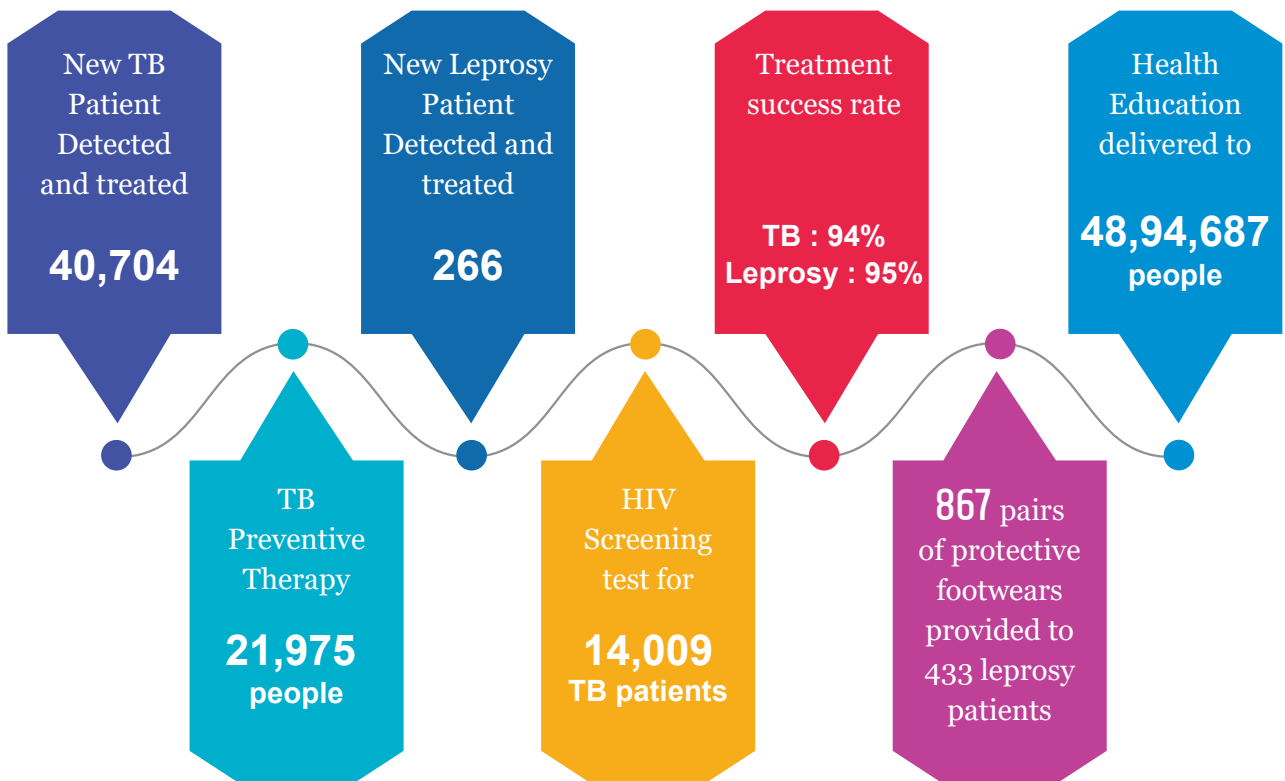 New TB
Patient
Detected
and treated
40,704
TB
Preventive
Therapy
21,975
people
New Leprosy
Patient
Detected and
treated
266
HIV
Screening
test for
14,009
TB patients
Treatment
success rate
TB : 94%
Leprosy : 95%
867 pairs
of protective
footwears
provided to
433 leprosy
patients
Health
Education
delivered to
48,94,687
people